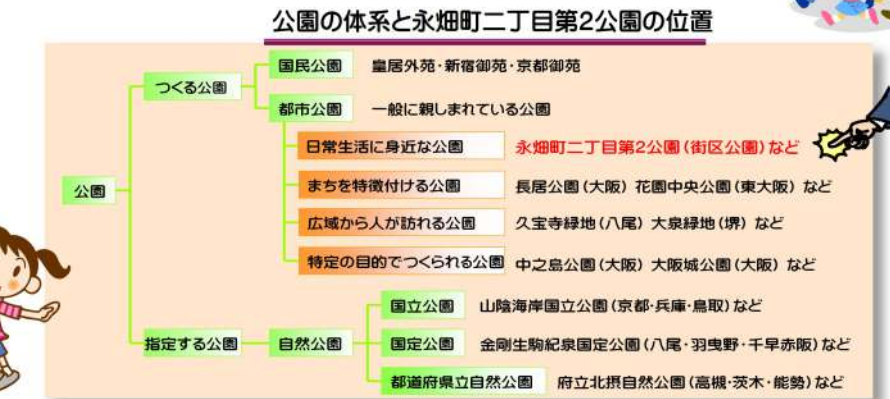 公園の体系と永畑町二丁目第2公園の位置
国民公園 皇居外苑・新宿御苑・京都御苑
つくる公園
都市公園 一般に親しまれている公園
日常生活に身近な公園 永畑町二丁目第2公園(街区公園)など
まちを特徴付ける公園 長居公園(大阪) 花園中央公園(東大阪) など
公園
広域から人が訪れる公園 久宝寺緑地(八尾) 大泉緑地(堺) など
特定の目的でつくられる公園 中之島公園(大阪) 大阪城公園(大阪) など
国立公園 山陰海岸国立公園(京都・兵庫・鳥取)など
指定する公園 自然公園 国定公園 金剛生駒紀泉国定公園(八尾・羽曳野・千早赤阪)など
都道府県立自然公園 府立北摂自然公園(高槻・茨木・能勢)など